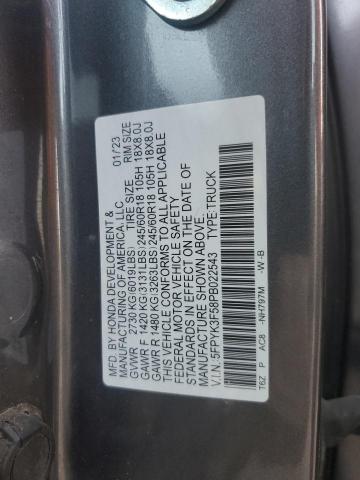 MFD. BY HONDA DEVELOPMENT & 01/'23
MANUFACTURING OF AMERICA, LLC
GVWR 2730 KG(6019LBS) TIRE SIZE RIM SIZE
GAWR F 1420 KG(3131LBS)245/60R18 105H 18X8.0J
GAWR R 1480 KG(3263LBS)245/60R18 105H 18X8.0J
THIS VEHICLE CONFORMS TO ALL APPLICABLE
FEDERAL MOTOR VEHICLE SAFETY
STANDARDS IN EFFECT ON THE DATE OF
MANUFACTURE SHOWN ABOVE.
V.I.N.:5FPYK3F58PB022543 TYPE:TRUCK
T6Z P AC8 -NH797M -W -B